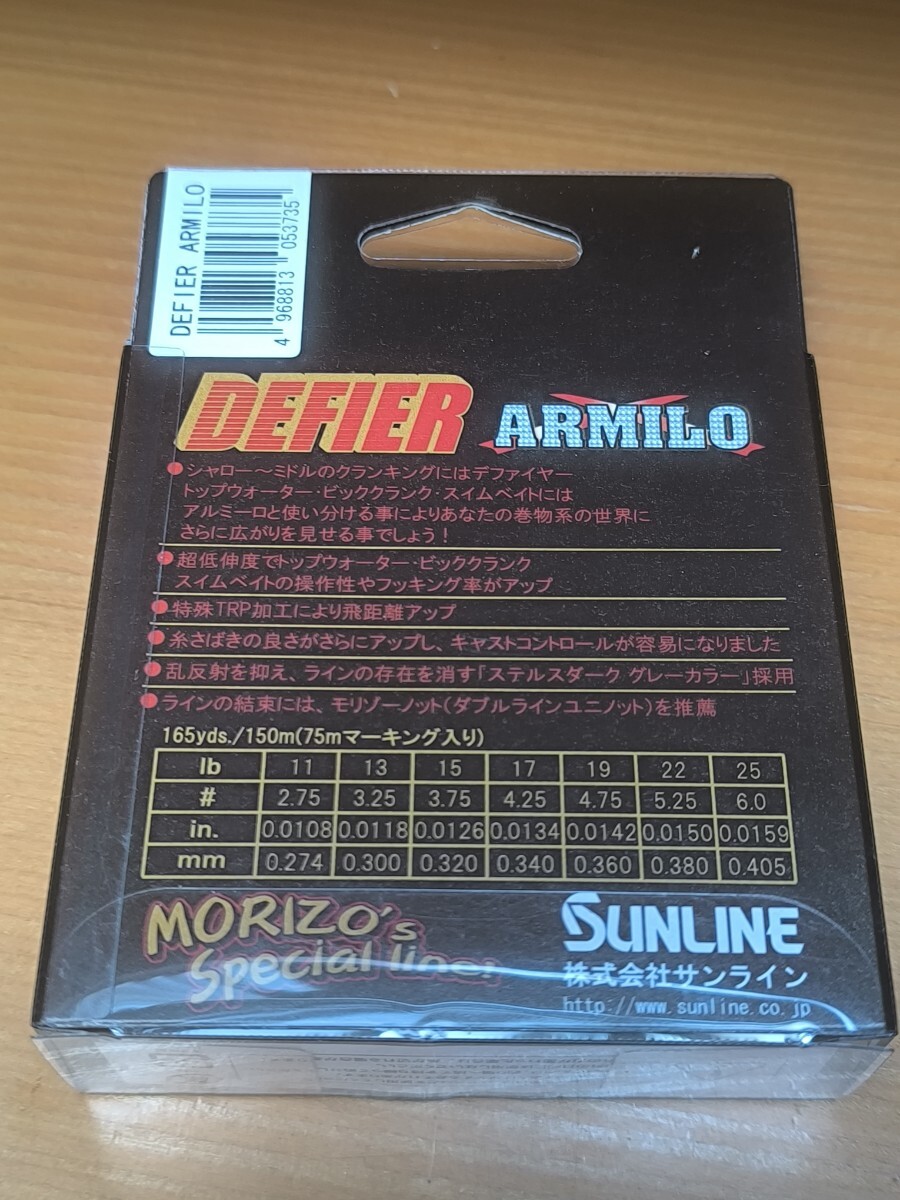 DEFIER ARMILO
4 968813 053735
DEFIER ARMILO
●シャロー～ミドルのクランキングにはデファイヤー
トップウォーター・ビッククランク・スイムベイトには
アルミーロと使い分ける事によりあなたの巻物系の世界に
さらに広がりを見せる事でしょう！
●超低伸度でトップウォーター・ビッククランク
スイムベイトの操作性やフッキング率がアップ
●特殊TRP加工により飛距離アップ
●糸さばきの良さがさらにアップし、キャストコントロールが容易になりました
●乱反射を抑え、ラインの存在を消す「ステルスダーク グレーカラー」採用
●ラインの結束には、モリゾーノット(ダブルラインユニノット)を推薦
165yds./150m(75mマーキング入り)
lb 11 13 15 17 19 22 25
# 2.75 3.25 3.75 4.25 4.75 5.25 6.0
in. 0.0108 0.0118 0.0126 0.0134 0.0142 0.0150 0.0159
mm 0.274 0.300 0.320 0.340 0.360 0.380 0.405
MORIZO's
Special line!
SUNLINE
株式会社サンライン
http://www.sunline.co.jp